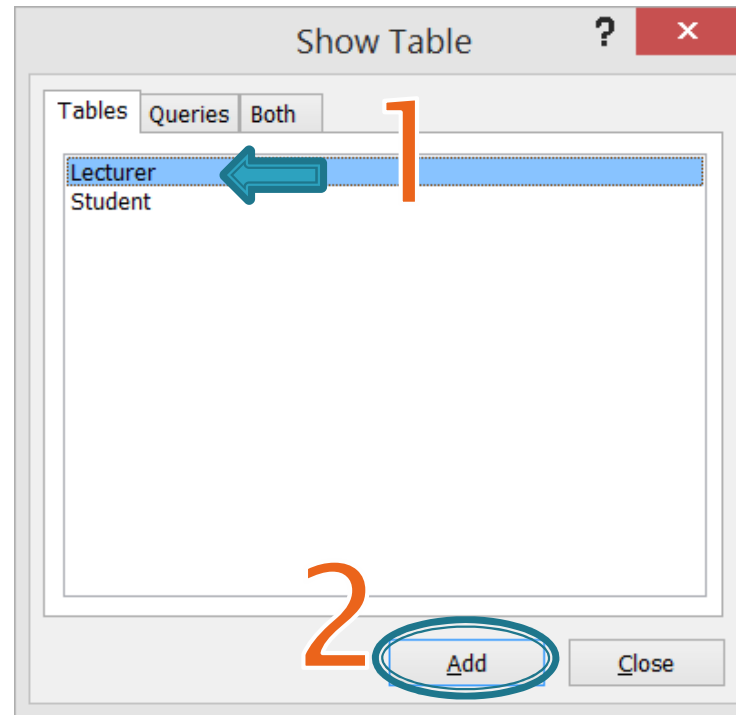 Show Table ? ×
Tables Queries Both
1
Lecturer
Student
2
Add Close